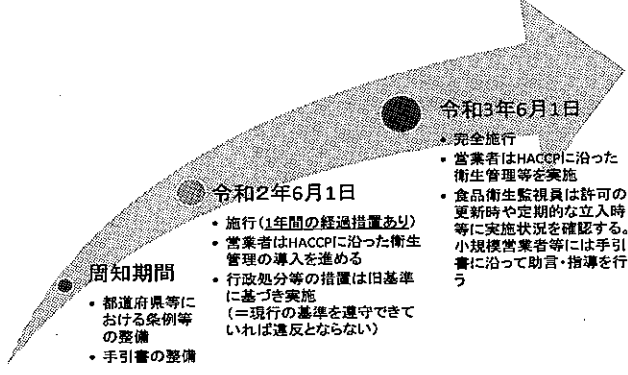 令和3年6月1日
• 完全施行
• 営業者はHACCPに沿った
衛生管理等を実施
• 食品衛生監視員は許可の
更新時や定期的な立入時
等に実施状況を確認する。
小規模営業者等には手引
書に沿って助言・指導を行
う
令和2年6月1日
• 施行(1年間の経過措置あり)
• 営業者はHACCPに沿った衛生
管理の導入を進める
• 行政処分等の措置は旧基準
に基づき実施
(=現行の基準を遵守できて
いれば違反とならない)
周知期間
• 都道府県等に
おける条例等
の整備
• 手引書の整備